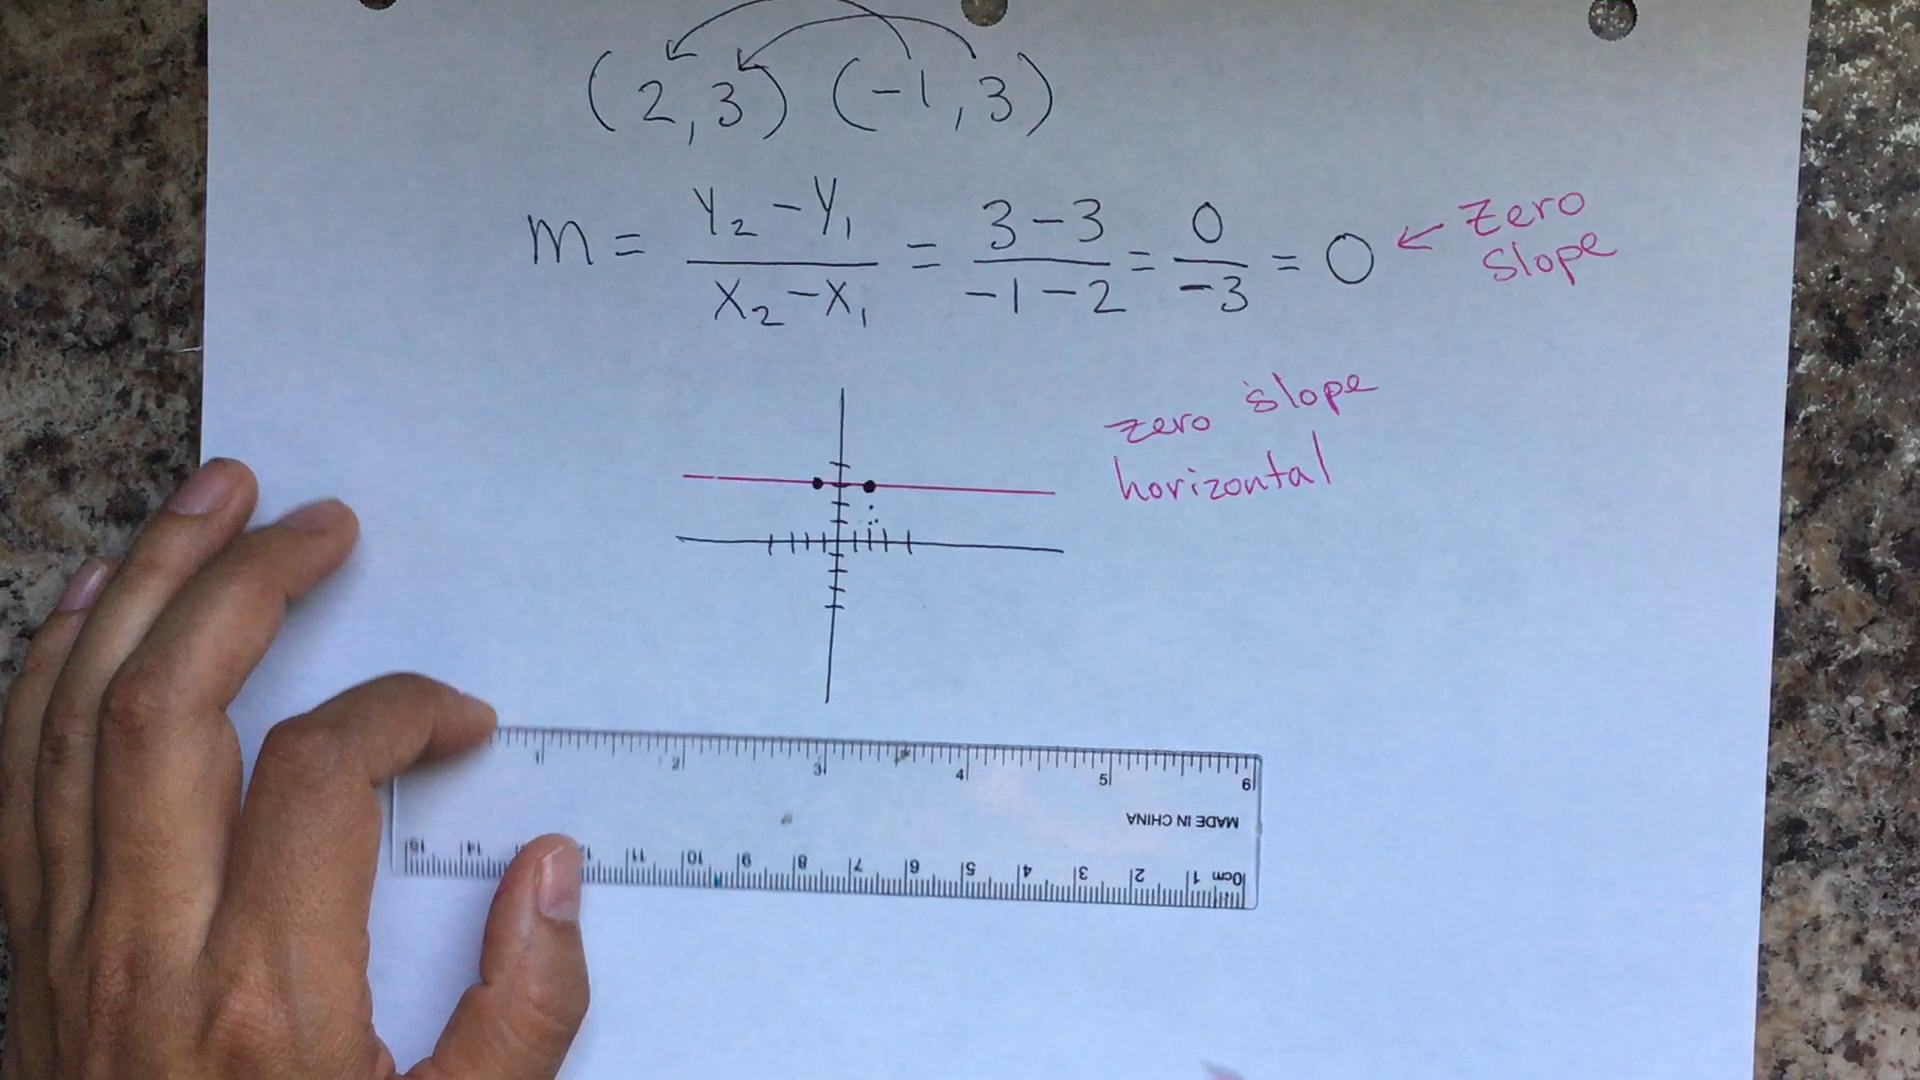 (2,3) (-1,3)
m = Y₂-Y₁ / X₂-X₁ = 3-3 / -1-2 = 0 / -3 = 0 ← zero slope
zero slope
horizontal
1 2 3 4 5 6
MADE IN CHINA
0cm 1 2 3 4 5 6 7 8 9 10 11 14 15